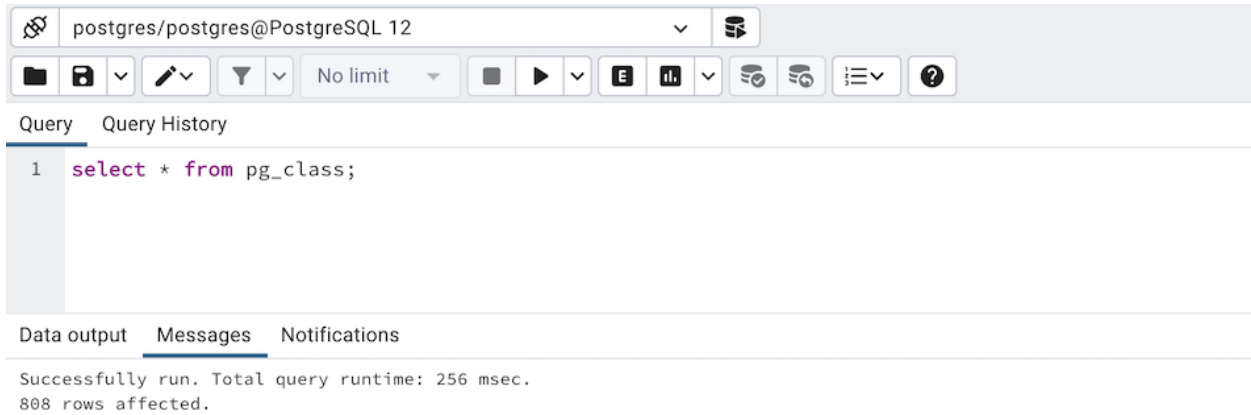 postgres/postgres@PostgreSQL 12
No limit
E
Query Query History
1 select * from pg_class;
Data output Messages Notifications
Successfully run. Total query runtime: 256 msec.
808 rows affected.